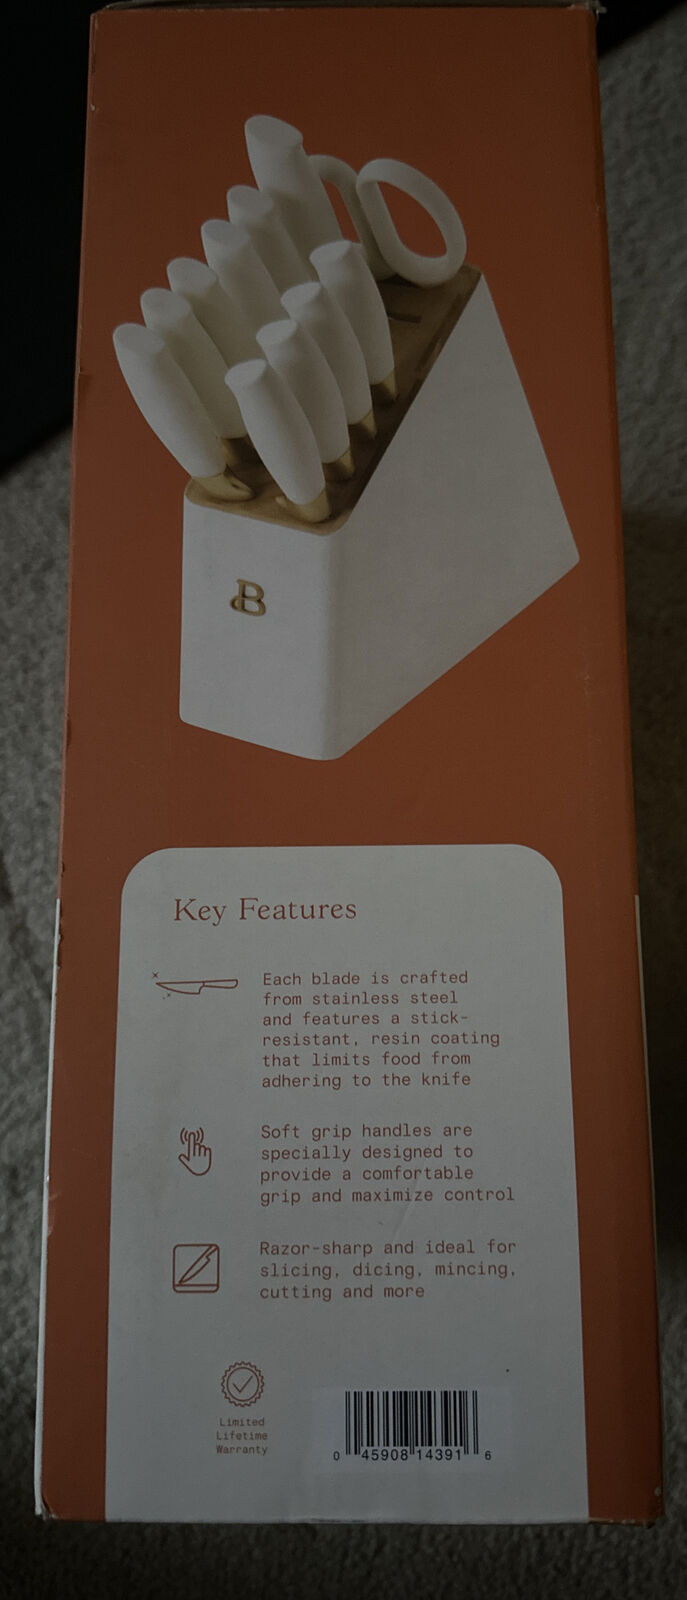 B
Key Features
Each blade is crafted
from stainless steel
and features a stick-
resistant, resin coating
that limits food from
adhering to the knife
Soft grip handles are
specially designed to
provide a comfortable
grip and maximize control
Razor-sharp and ideal for
slicing, dicing, mincing,
cutting and more
Limited
Lifetime
Warranty
0 45908 14391 6